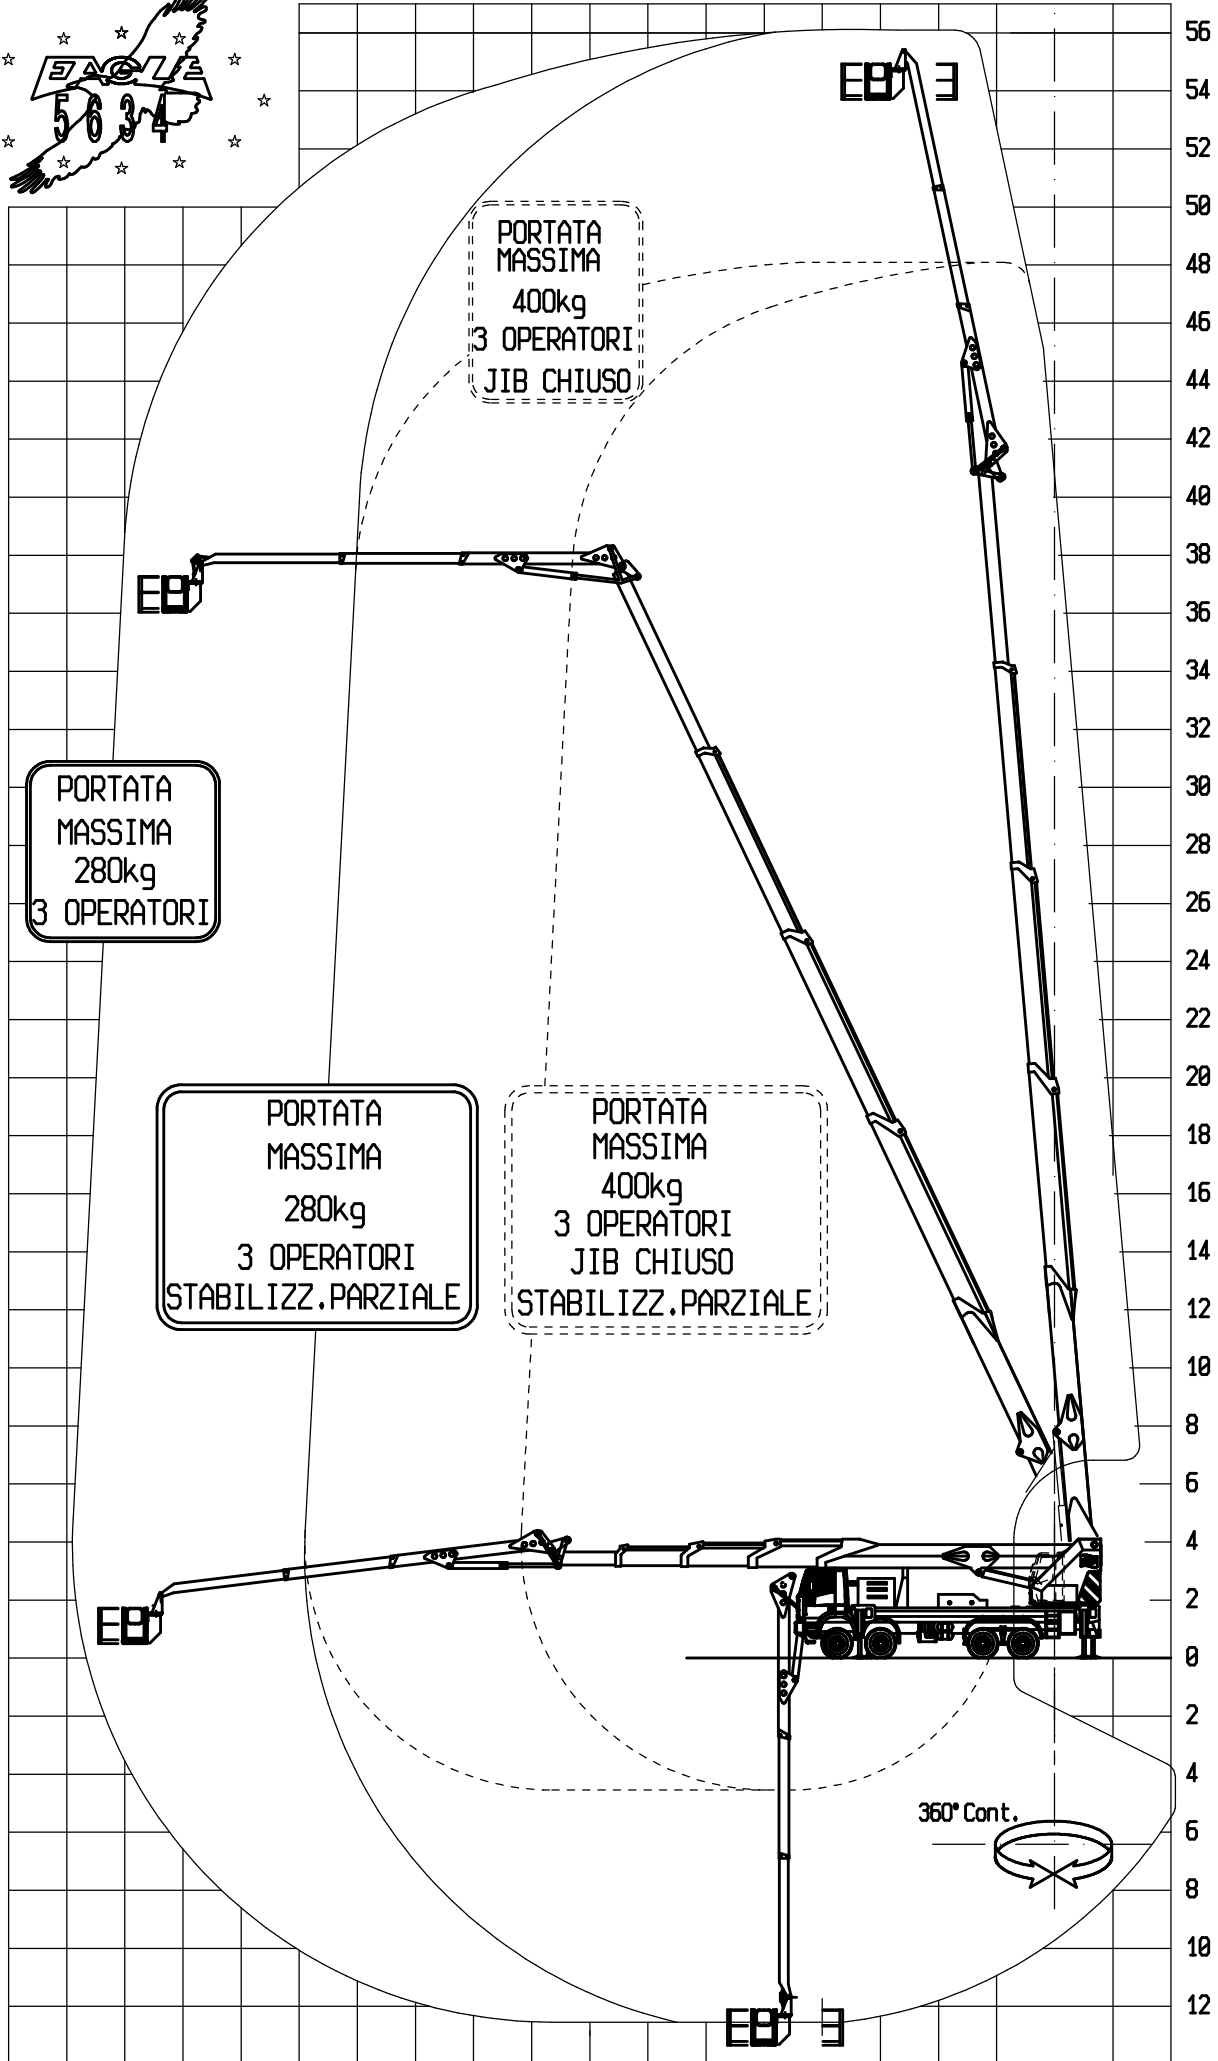 EAGLE
5634
PORTATA
MASSIMA
400kg
3 OPERATORI
JIB CHIUSO
PORTATA
MASSIMA
280kg
3 OPERATORI
PORTATA
MASSIMA
280kg
3 OPERATORI
STABILIZZ.PARZIALE
PORTATA
MASSIMA
400kg
3 OPERATORI
JIB CHIUSO
STABILIZZ.PARZIALE
360° Cont.
56
54
52
50
48
46
44
42
40
38
36
34
32
30
28
26
24
22
20
18
16
14
12
10
8
6
4
2
0
2
4
6
8
10
12